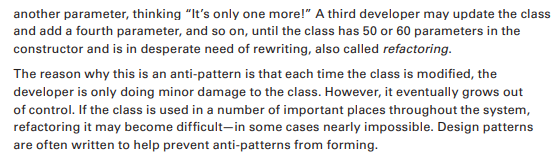 another parameter, thinking “It’s only one more!” A third developer may update the class
and add a fourth parameter, and so on, until the class has 50 or 60 parameters in the
constructor and is in desperate need of rewriting, also called refactoring.
The reason why this is an anti-pattern is that each time the class is modified, the
developer is only doing minor damage to the class. However, it eventually grows out
of control. If the class is used in a number of important places throughout the system,
refactoring it may become difficult—in some cases nearly impossible. Design patterns
are often written to help prevent anti-patterns from forming.